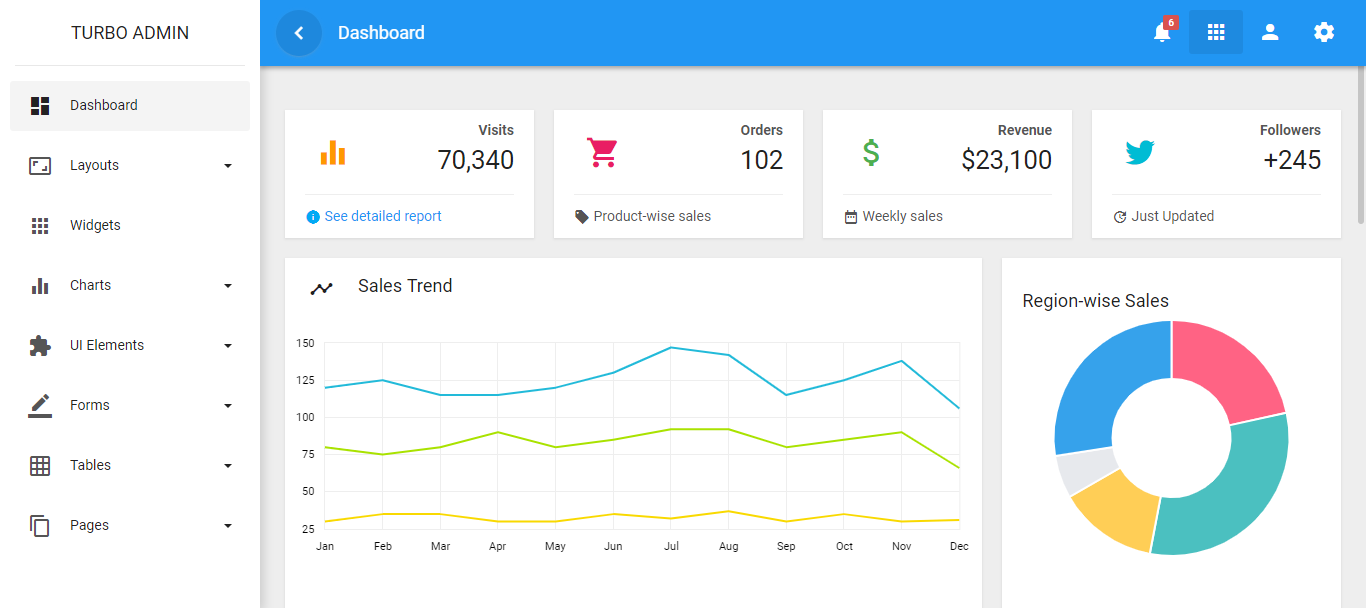 TURBO ADMIN
Dashboard
Layouts
Widgets
Charts
UI Elements
Forms
Tables
Pages
Dashboard
6
Visits
70,340
See detailed report
Orders
102
Product-wise sales
Revenue
$23,100
Weekly sales
Followers
+245
Just Updated
Sales Trend
150
125
100
75
50
25
Jan Feb Mar Apr May Jun Jul Aug Sep Oct Nov Dec
Region-wise Sales